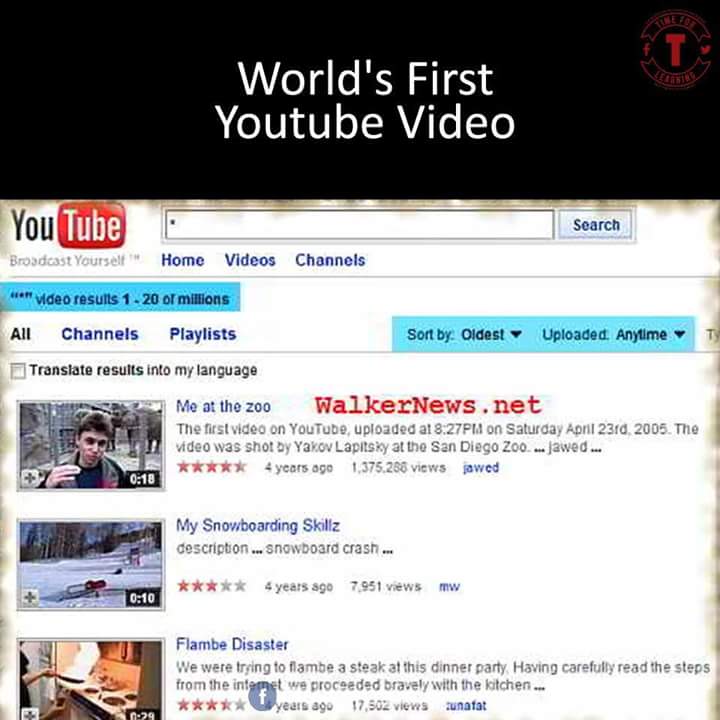 TIME FOR
T
LEARNING
World's First
Youtube Video
YouTube
*
Search
Broadcast Yourself ™
Home Videos Channels
"*" video results 1 - 20 of millions
All Channels Playlists
Sort by: Oldest Uploaded: Anytime Ty
Translate results into my language
Me at the zoo WalkerNews.net
The first video on YouTube, uploaded at 8:27PM on Saturday April 23rd, 2005. The
video was shot by Yakov Lapitsky at the San Diego Zoo. ... jawed ...
0:18
4 years ago 1,375,288 views jawed
My Snowboarding Skillz
description ... snowboard crash ...
0:10
4 years ago 7,951 views mw
Flambe Disaster
We were trying to flambe a steak at this dinner party. Having carefully read the steps
from the internet we proceeded bravely with the kitchen ...
0:29
years ago 17,502 views